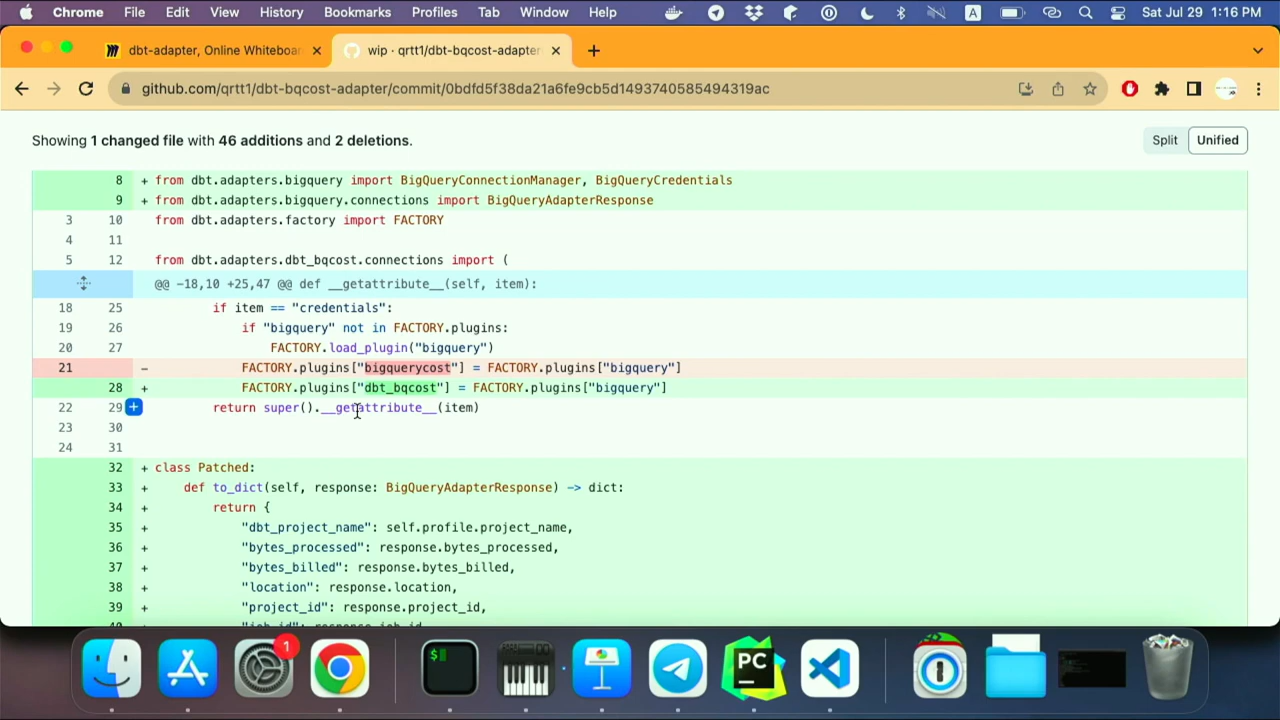 Chrome File Edit View History Bookmarks Profiles Tab Window Help A Sat Jul 29 1:16 PM
dbt-adapter, Online Whiteboar wip · qrtt1/dbt-bqcost-adapter
github.com/qrtt1/dbt-bqcost-adapter/commit/0bdfd5f38da21a6fe9cb5d1493740585494319ac
Showing 1 changed file with 46 additions and 2 deletions. Split Unified
8 + from dbt.adapters.bigquery import BigQueryConnectionManager, BigQueryCredentials
9 + from dbt.adapters.bigquery.connections import BigQueryAdapterResponse
3 10 from dbt.adapters.factory import FACTORY
4 11
5 12 from dbt.adapters.dbt_bqcost.connections import (
@@ -18,10 +25,47 @@ def __getattribute__(self, item):
18 25 if item == "credentials":
19 26 if "bigquery" not in FACTORY.plugins:
20 27 FACTORY.load_plugin("bigquery")
21 - FACTORY.plugins["bigquerycost"] = FACTORY.plugins["bigquery"]
28 + FACTORY.plugins["dbt_bqcost"] = FACTORY.plugins["bigquery"]
22 29 return super().__getattribute__(item)
23 30
24 31
32 + class Patched:
33 + def to_dict(self, response: BigQueryAdapterResponse) -> dict:
34 + return {
35 + "dbt_project_name": self.profile.project_name,
36 + "bytes_processed": response.bytes_processed,
37 + "bytes_billed": response.bytes_billed,
38 + "location": response.location,
39 + "project_id": response.project_id,
40 + "job_id": response.job_id
1
$
PC